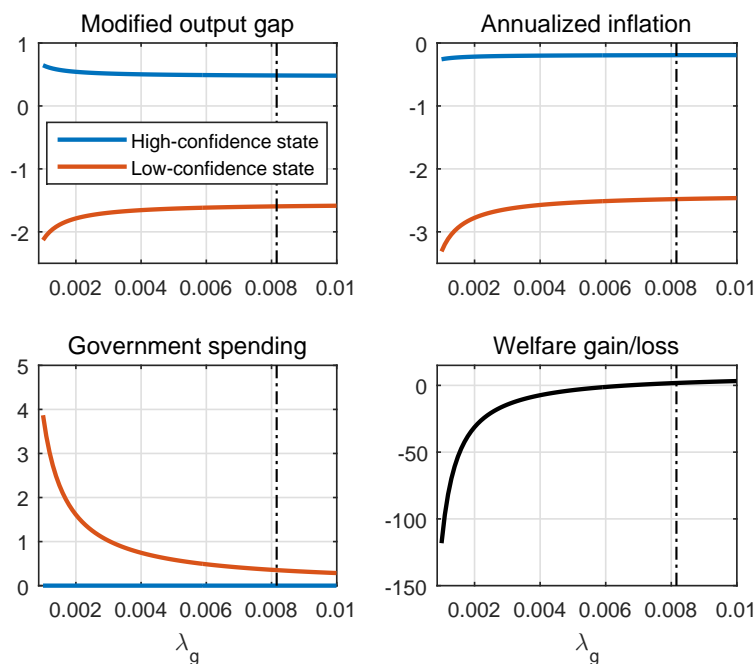 Modified output gap
1
0
-1
-2
High-confidence state
Low-confidence state
0.002 0.004 0.006 0.008 0.01
Annualized inflation
0
-1
-2
-3
0.002 0.004 0.006 0.008 0.01
Government spending
5
4
3
2
1
0
0.002 0.004 0.006 0.008 0.01
λg
Welfare gain/loss
0
-50
-100
-150
0.002 0.004 0.006 0.008 0.01
λg